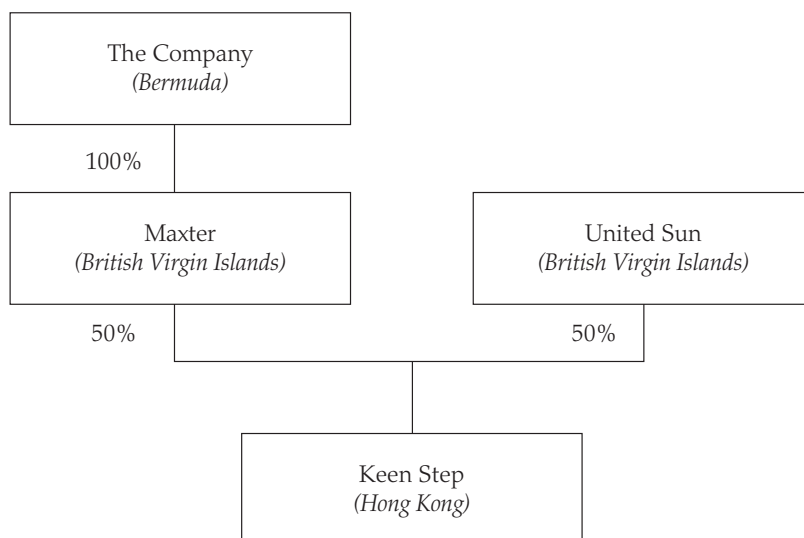 The Company
(Bermuda)
100%
Maxter
(British Virgin Islands)
United Sun
(British Virgin Islands)
50%
50%
Keen Step
(Hong Kong)